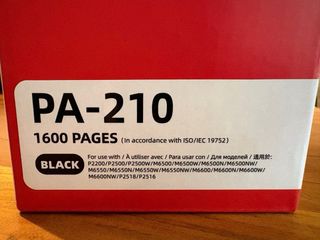 PA-210
1600 PAGES (In accordance with ISO/IEC 19752)
BLACK
For use with / À utiliser avec / Para usar con / Для моделей / 適用於:
P2200/P2500/P2500W/M6500/M6500W/M6500N/M6500NW/
M6550/M6550N/M6550W/M6550NW/M6600/M6600N/M6600W/
M6600NW/P2518/P2516